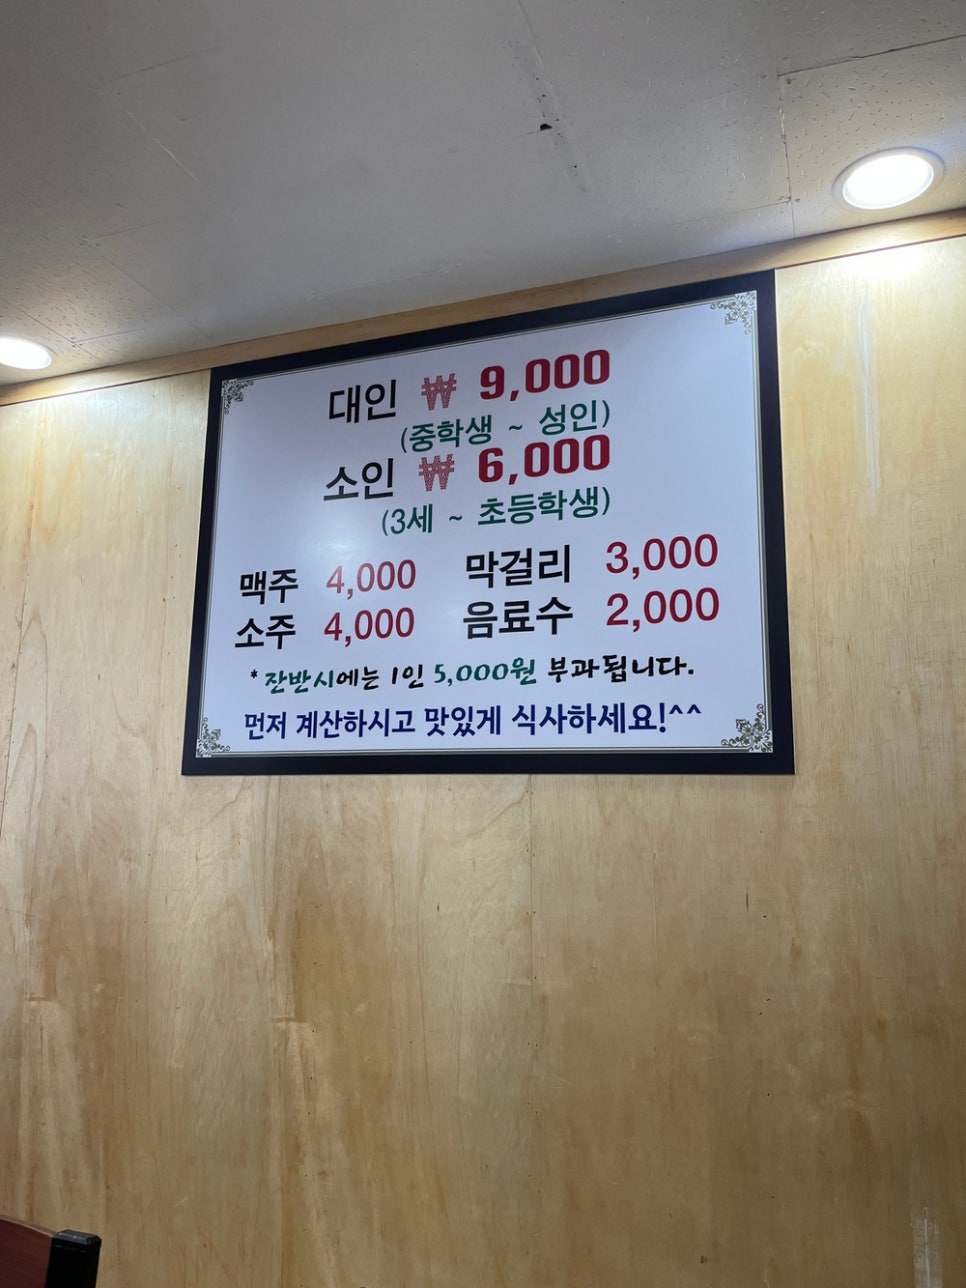 대인 ₩ 9,000
(중학생 ~ 성인)
소인 ₩ 6,000
(3세 ~ 초등학생)
맥주 4,000 막걸리 3,000
소주 4,000 음료수 2,000
* 잔반시에는 1인 5,000원 부과됩니다.
먼저 계산하시고 맛있게 식사하세요!^^